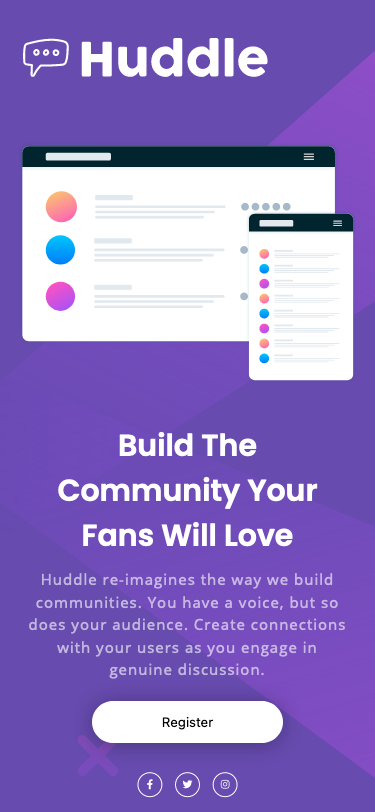 Huddle
Build The
Community Your
Fans Will Love
Huddle re-imagines the way we build
communities. You have a voice, but so
does your audience. Create connections
with your users as you engage in
genuine discussion.
Register